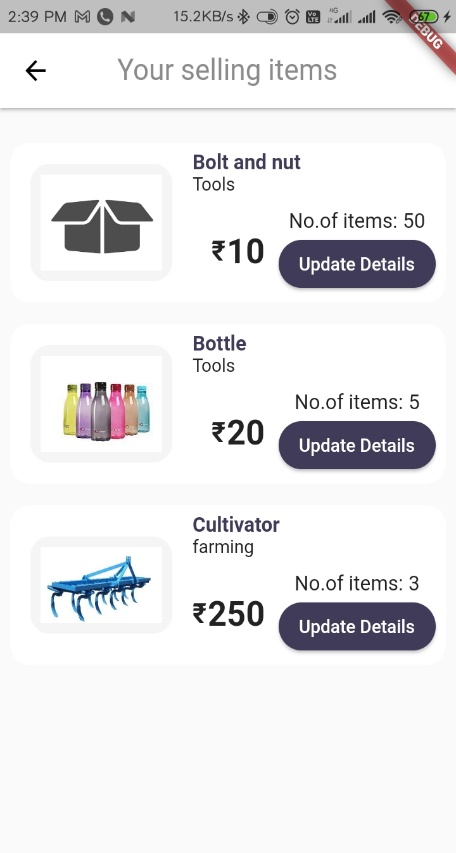 2:39 PM 15.2KB/s 4G 67
DEBUG
Your selling items
Bolt and nut
Tools
No.of items: 50
₹10
Update Details
Bottle
Tools
No.of items: 5
₹20
Update Details
Cultivator
farming
No.of items: 3
₹250
Update Details